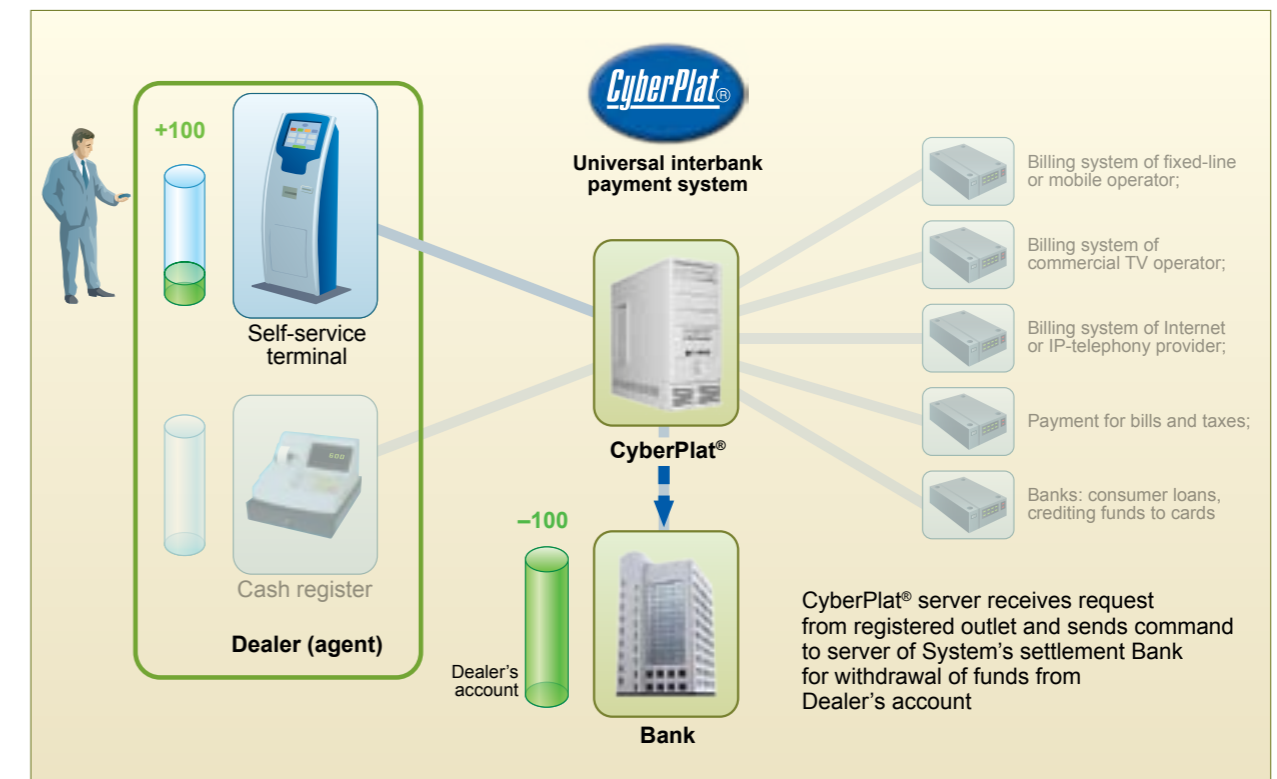 CyberPlat®
Universal interbank
payment system
+100
Self-service
terminal
Cash register
Dealer (agent)
CyberPlat®
–100
Dealer's
account
Bank
Billing system of fixed-line
or mobile operator;
Billing system of
commercial TV operator;
Billing system of Internet
or IP-telephony provider;
Payment for bills and taxes;
Banks: consumer loans,
crediting funds to cards
CyberPlat® server receives request
from registered outlet and sends command
to server of System's settlement Bank
for withdrawal of funds from
Dealer's account